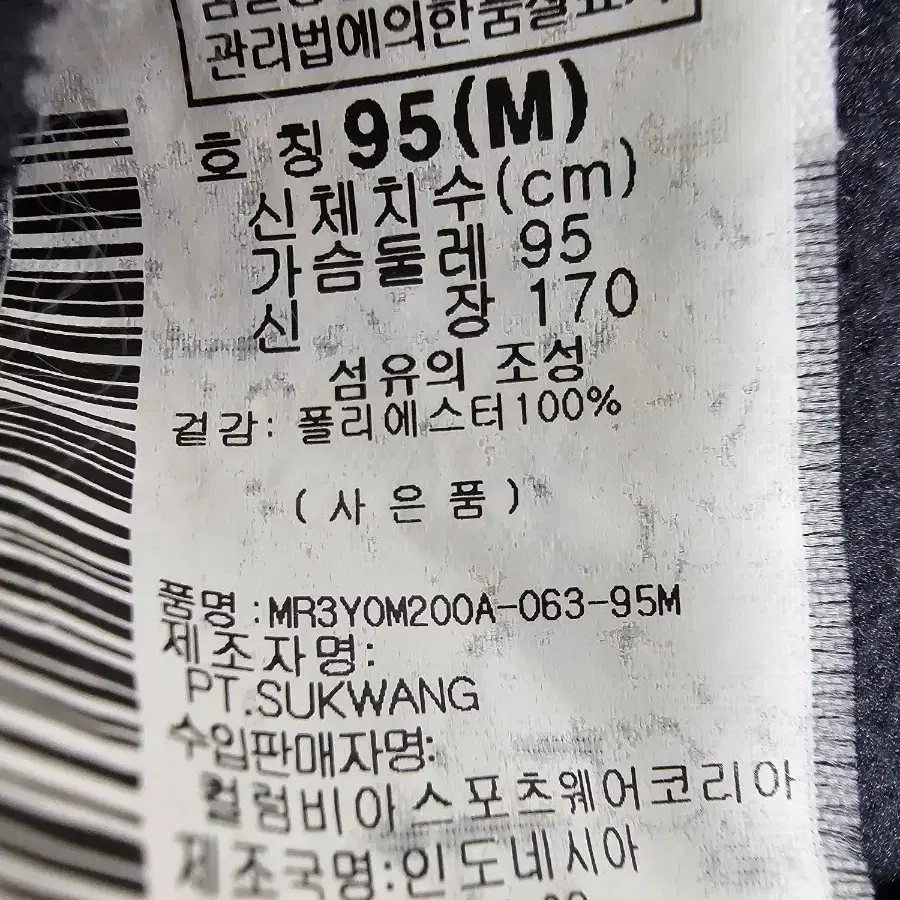 관리법에의한품질표시
호 칭 95(M)
신체치수(cm)
가슴둘레 95
신 장 170
섬유의 조성
겉감: 폴리에스터100%
(사은품)
품명 :MR3Y0M200A-063-95M
제조자명:
PT.SUKWANG
수입판매자명:
컬럼비아스포츠웨어코리아
제조국명:인도네시아